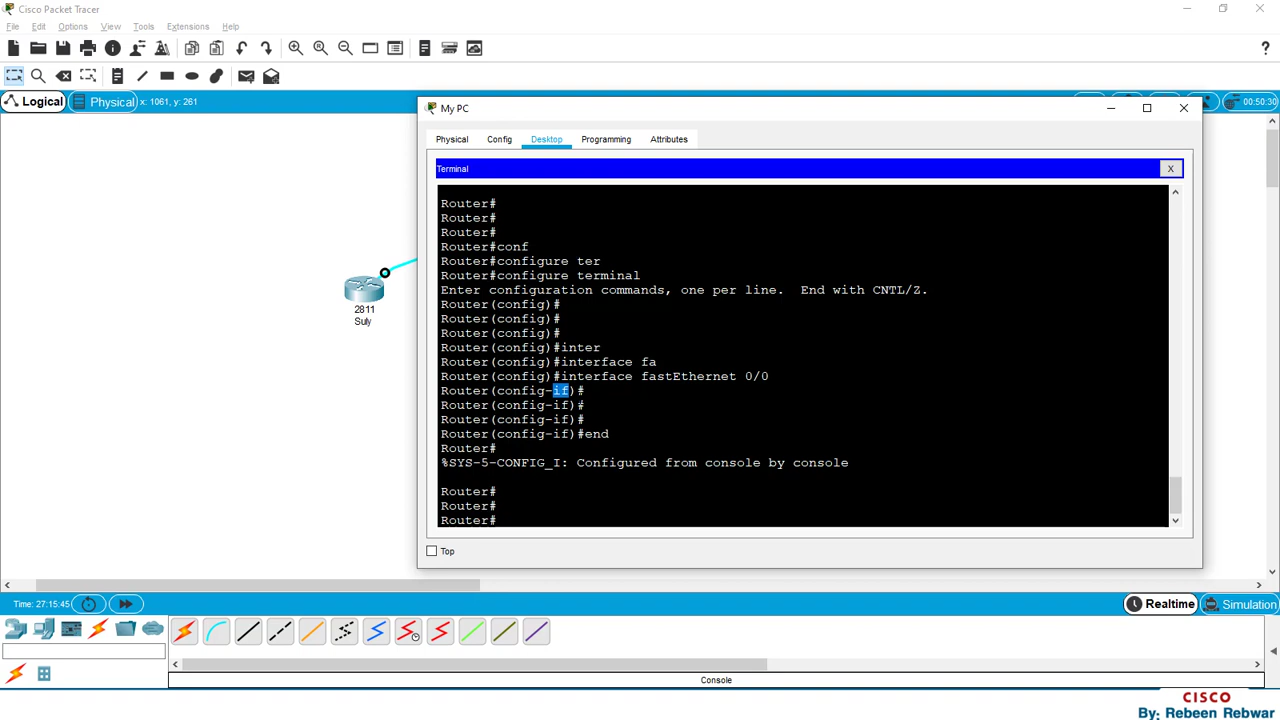 Cisco Packet Tracer
File Edit Options View Tools Extensions Help
?
Logical Physical x: 1061, y: 261 00:50:30
My PC
Physical Config Desktop Programming Attributes
Terminal X
Router#
Router#
Router#
Router#conf
Router#configure ter
Router#configure terminal
Enter configuration commands, one per line.  End with CNTL/Z.
Router(config)#
Router(config)#
Router(config)#
Router(config)#inter
Router(config)#interface fa
Router(config)#interface fastEthernet 0/0
Router(config-if)#
Router(config-if)#
Router(config-if)#
Router(config-if)#end
Router#
%SYS-5-CONFIG_I: Configured from console by console
Router#
Router#
Router#
Top
2811
Suly
Time: 27:15:45 Realtime Simulation
Console
CISCO
By: Rebeen Rebwar